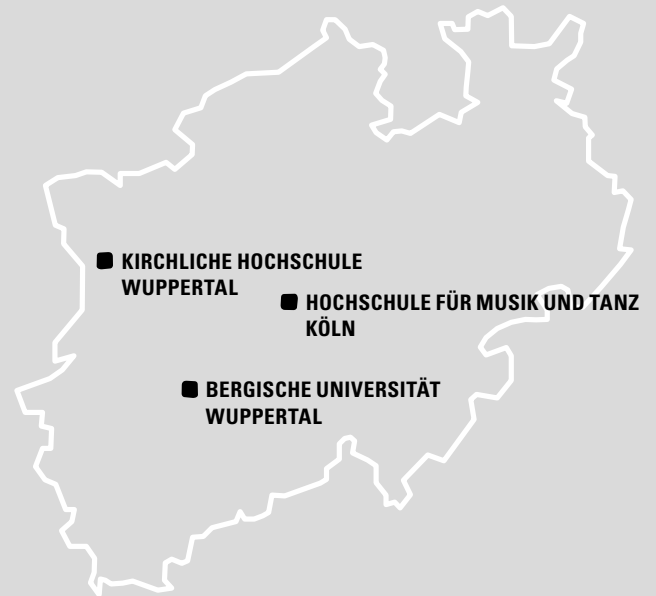 KIRCHLICHE HOCHSCHULE
WUPPERTAL
HOCHSCHULE FÜR MUSIK UND TANZ
KÖLN
BERGISCHE UNIVERSITÄT
WUPPERTAL